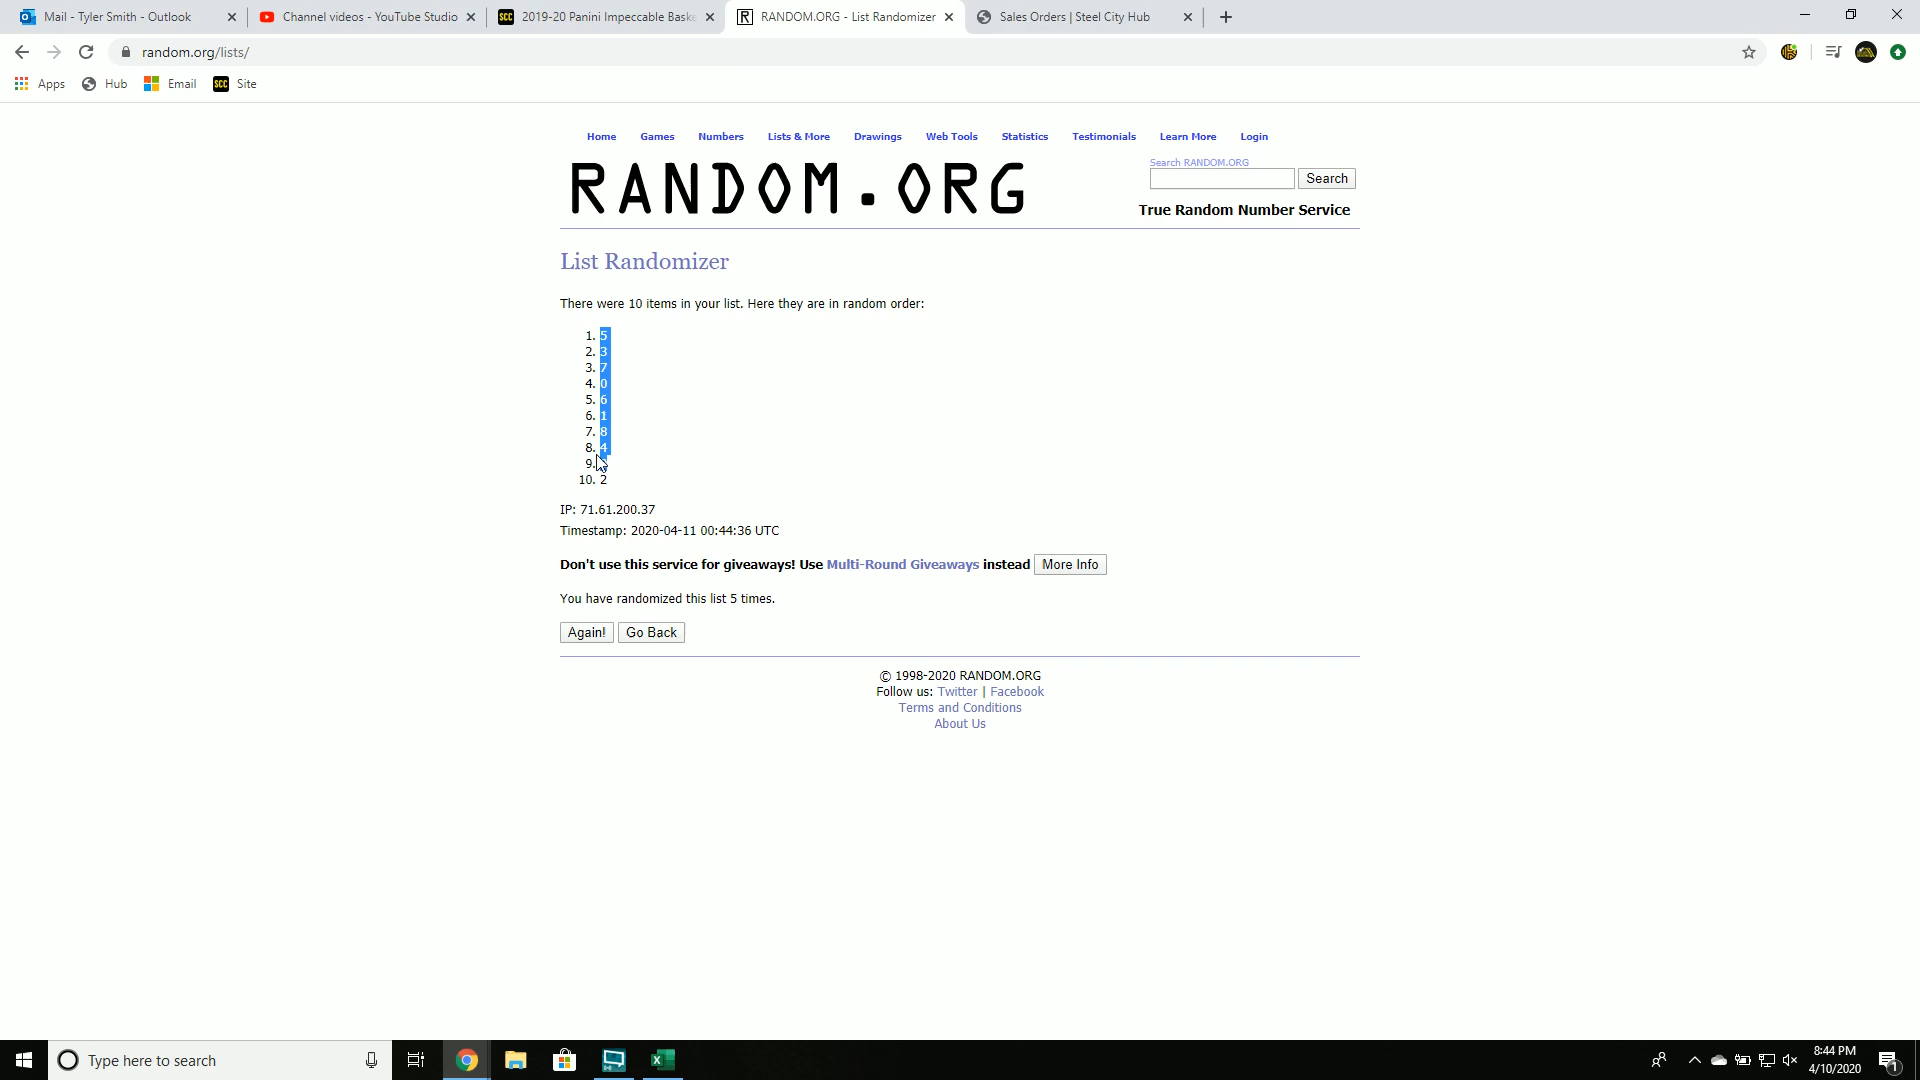 Mail - Tyler Smith - Outlook
Channel videos - YouTube Studio
SCC 2019-20 Panini Impeccable Baske
R RANDOM.ORG - List Randomizer
Sales Orders | Steel City Hub
random.org/lists/
Apps Hub Email SCC Site
Home Games Numbers Lists & More Drawings Web Tools Statistics Testimonials Learn More Login
RANDOM.ORG
Search RANDOM.ORG
Search
True Random Number Service
List Randomizer
There were 10 items in your list. Here they are in random order:
1. 5
2. 3
3. 7
4. 0
5. 6
6. 1
7. 8
8. 4
9.
10. 2
IP: 71.61.200.37
Timestamp: 2020-04-11 00:44:36 UTC
Don't use this service for giveaways! Use Multi-Round Giveaways instead More Info
You have randomized this list 5 times.
Again! Go Back
© 1998-2020 RANDOM.ORG
Follow us: Twitter | Facebook
Terms and Conditions
About Us
Type here to search
8:44 PM
4/10/2020
1